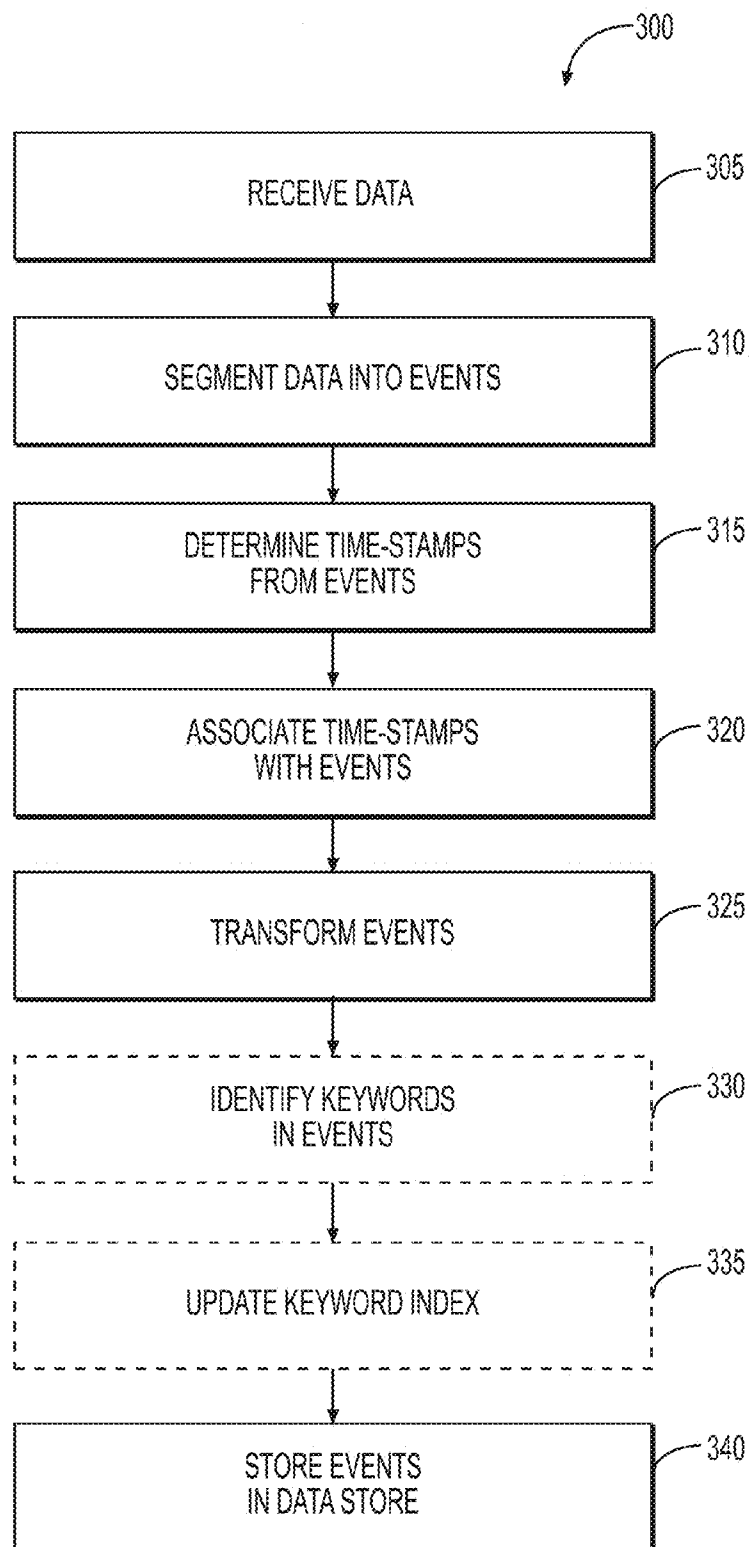 300
RECEIVE DATA
305
SEGMENT DATA INTO EVENTS
310
DETERMINE TIME-STAMPS
FROM EVENTS
315
ASSOCIATE TIME-STAMPS
WITH EVENTS
320
TRANSFORM EVENTS
325
IDENTIFY KEYWORDS
IN EVENTS
330
UPDATE KEYWORD INDEX
335
STORE EVENTS
IN DATA STORE
340